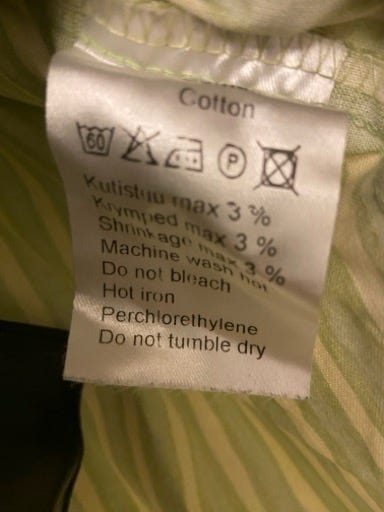 Cotton
60 P
Kutistuu max 3 %
Krymped max 3 %
Shrinkage max 3 %
Machine wash hot
Do not bleach
Hot iron
Perchlorethylene
Do not tumble dry